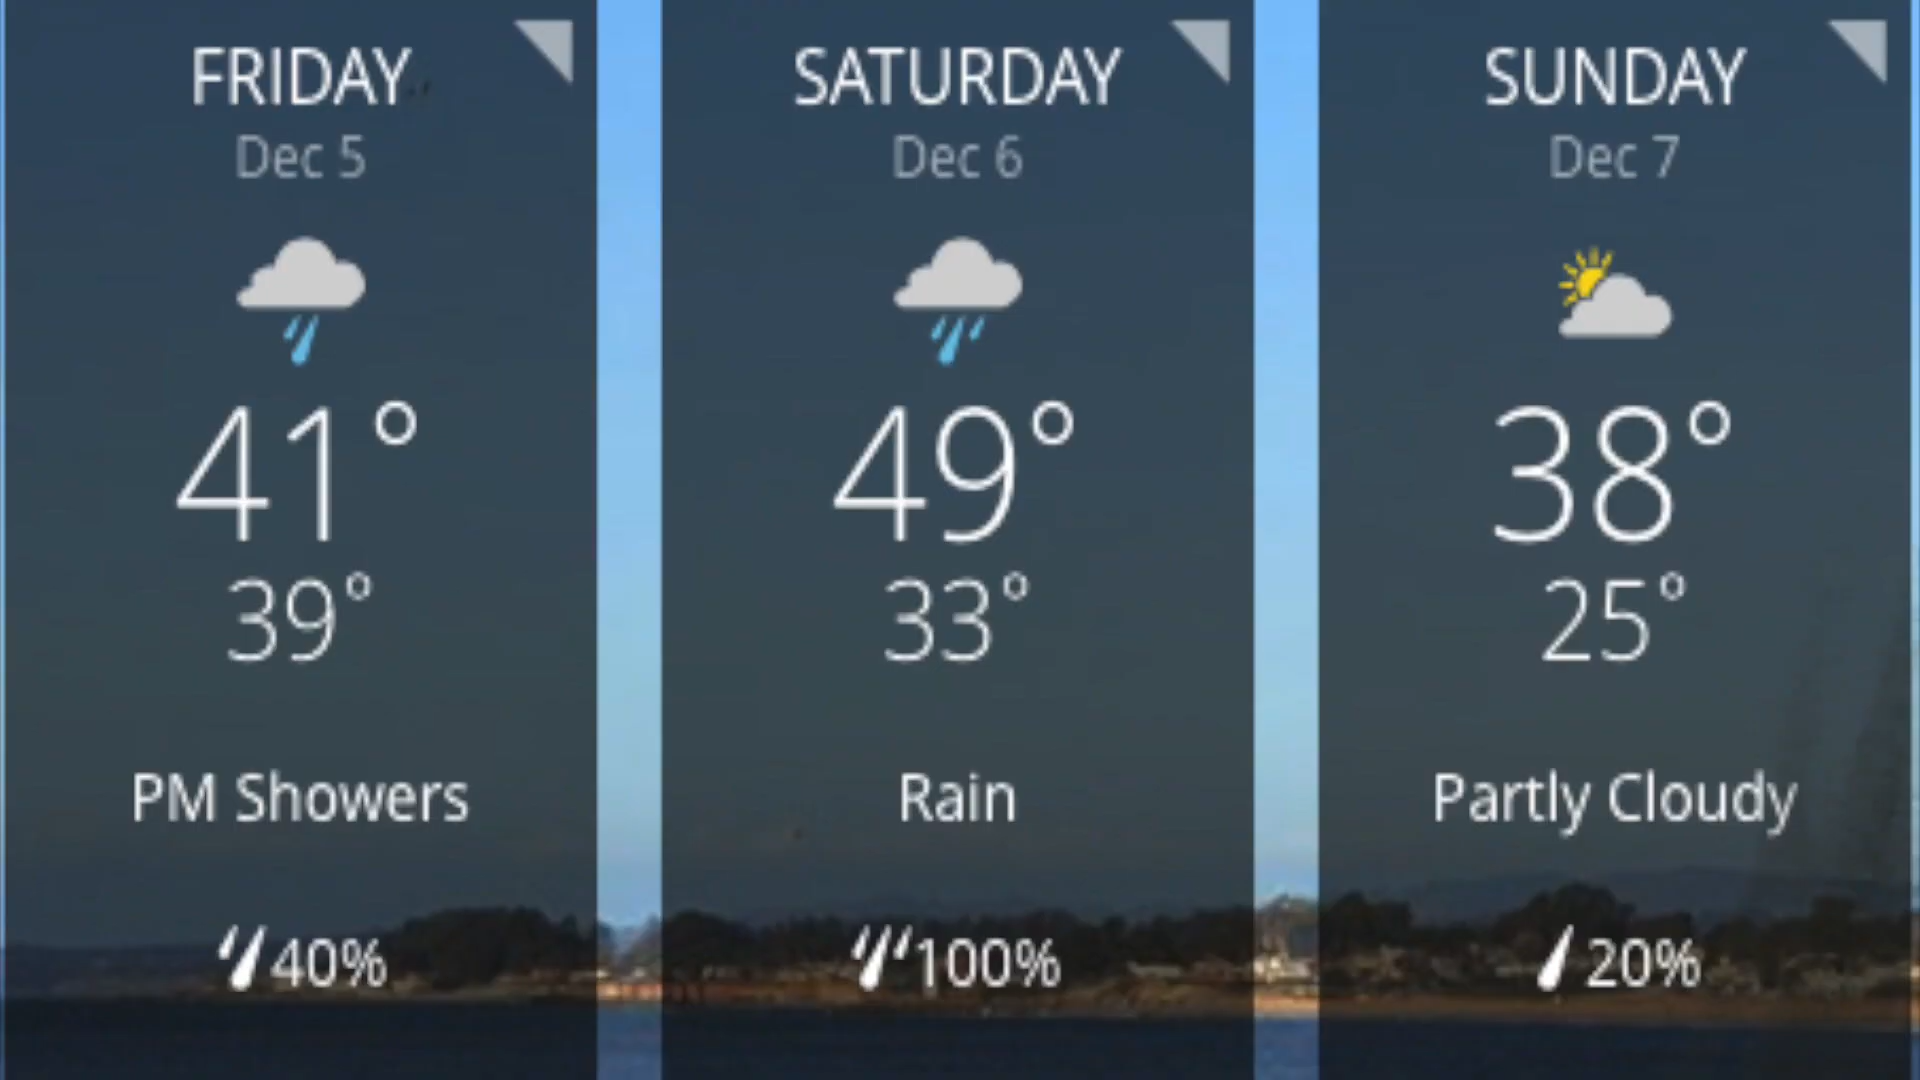 FRIDAY
Dec 5
41°
39°
PM Showers
40%
SATURDAY
Dec 6
49°
33°
Rain
100%
SUNDAY
Dec 7
38°
25°
Partly Cloudy
20%